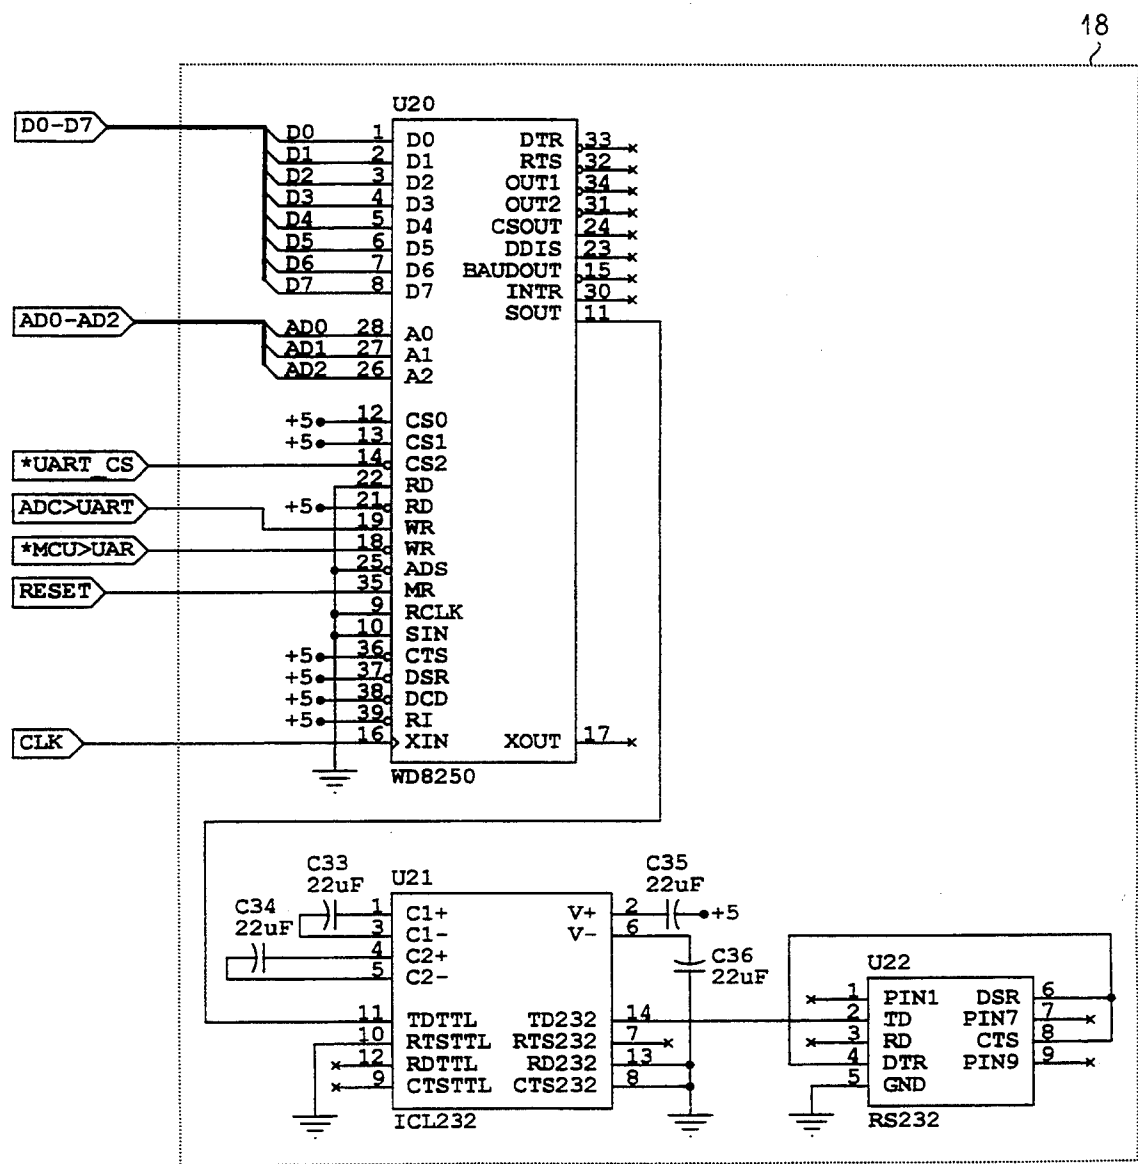 18
U20
D0-D7
D0 1 D0 DTR 33
D1 2 D1 RTS 32
D2 3 D2 OUT1 34
D3 4 D3 OUT2 31
D4 5 D4 CSOUT 24
D5 6 D5 DDIS 23
D6 7 D6 BAUDOUT 15
D7 8 D7 INTR 30
SOUT 11
AD0-AD2
AD0 28 A0
AD1 27 A1
AD2 26 A2
+5 12 CS0
+5 13 CS1
*UART_CS 14 CS2
22 RD
ADC>UART +5 21 RD
19 WR
*MCU>UAR 18 WR
25 ADS
RESET 35 MR
9 RCLK
10 SIN
+5 36 CTS
+5 37 DSR
+5 38 DCD
+5 39 RI
CLK 16 XIN XOUT 17
WD8250
C33
22uF
U21
C35
22uF
C34
22uF
1 C1+ V+ 2 +5
3 C1- V- 6
4 C2+
5 C2-
C36
22uF
U22
11 TDTTL TD232 14
10 RTSTTL RTS232 7
12 RDTTL RD232 13
9 CTSTTL CTS232 8
ICL232
1 PIN1 DSR 6
2 TD PIN7 7
3 RD CTS 8
4 DTR PIN9 9
5 GND
RS232